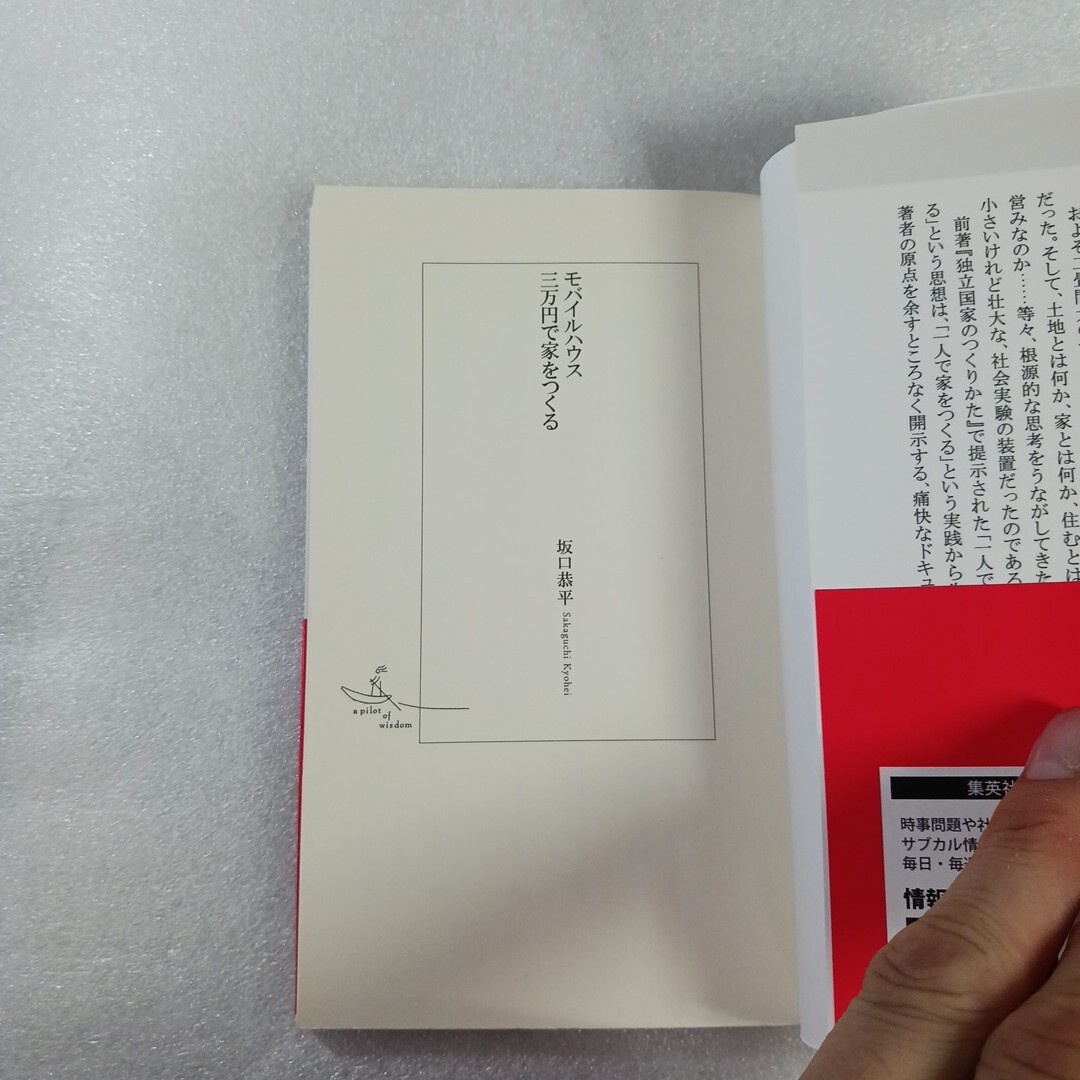 モバイルハウス
三万円で家をつくる
坂口恭平
Sakaguchi Kyohei
a pilot
of
wisdom
およそ二畳間
だった。そして、土地とは何か、家とは何か、住むとは
営みなのか……等々、根源的な思考をうながしてきた
小さいけれど壮大な、社会実験の装置だったのである
前著『独立国家のつくりかた』で提示された「一人で
る」という思想は、「一人で家をつくる」という実践から
著者の原点を余すところなく開示する、痛快なドキュ
集英社
時事問題や社
サブカル情
毎日・毎週
情報